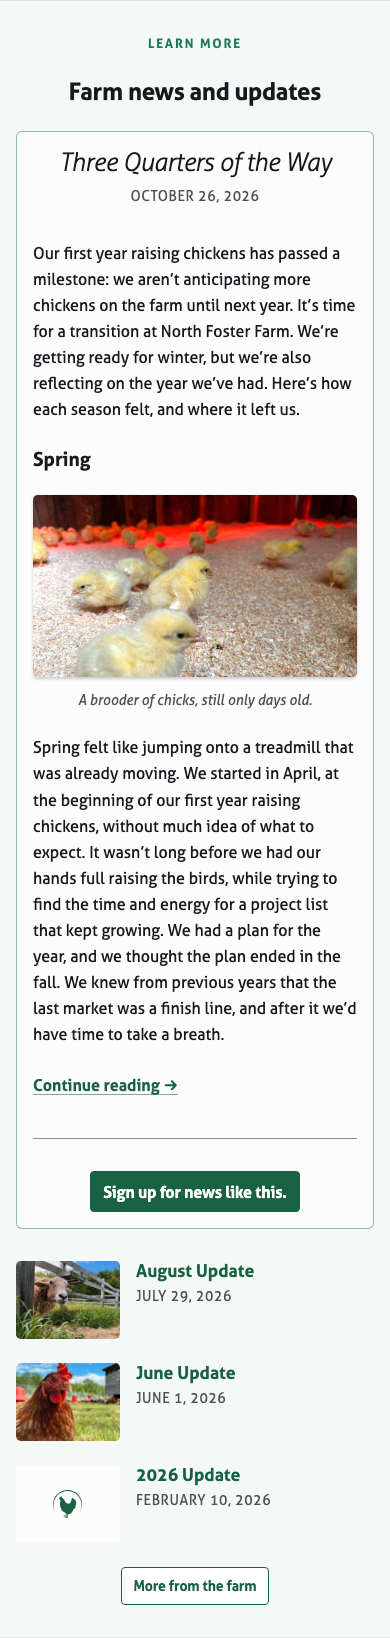 LEARN MORE
Farm news and updates
Three Quarters of the Way
OCTOBER 26, 2026
Our first year raising chickens has passed a
milestone: we aren’t anticipating more
chickens on the farm until next year. It’s time
for a transition at North Foster Farm. We’re
getting ready for winter, but we’re also
reflecting on the year we’ve had. Here’s how
each season felt, and where it left us.
Spring
A brooder of chicks, still only days old.
Spring felt like jumping onto a treadmill that
was already moving. We started in April, at
the beginning of our first year raising
chickens, without much idea of what to
expect. It wasn’t long before we had our
hands full raising the birds, while trying to
find the time and energy for a project list
that kept growing. We had a plan for the
year, and we thought the plan ended in the
fall. We knew from previous years that the
last market was a finish line, and after it we’d
have time to take a breath.
Continue reading →
Sign up for news like this.
August Update
JULY 29, 2026
June Update
JUNE 1, 2026
2026 Update
FEBRUARY 10, 2026
More from the farm